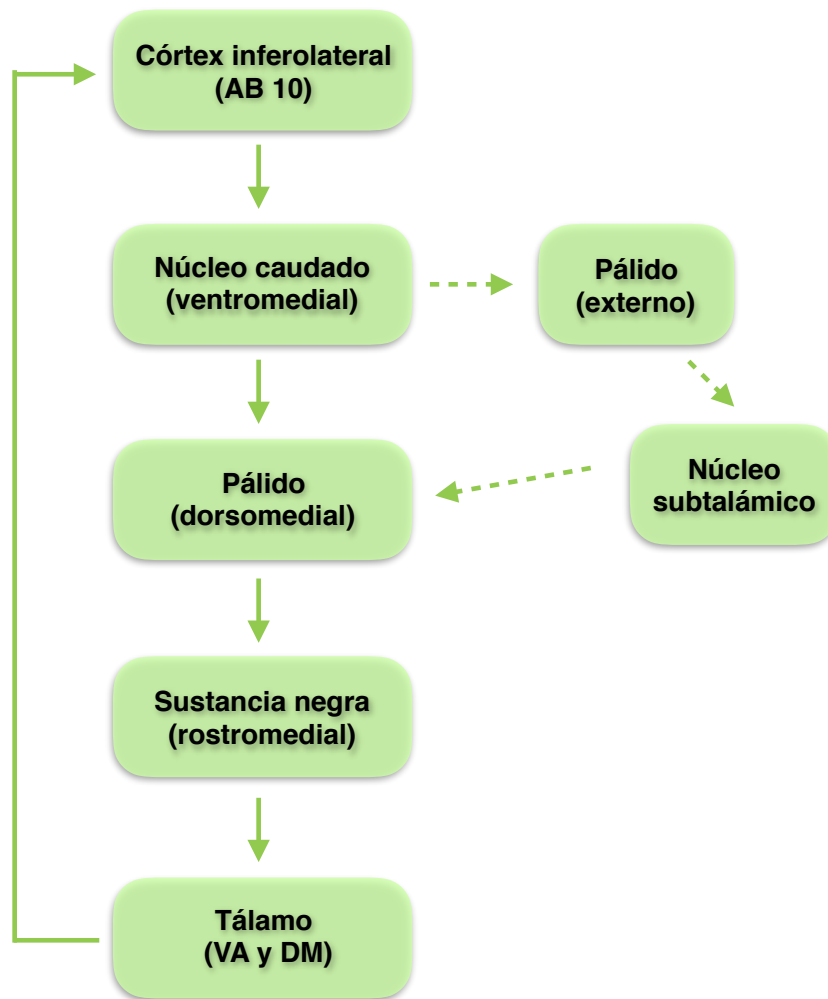 Córtex inferolateral
(AB 10)
Núcleo caudado
(ventromedial)
Pálido
(externo)
Pálido
(dorsomedial)
Núcleo
subtalámico
Sustancia negra
(rostromedial)
Tálamo
(VA y DM)